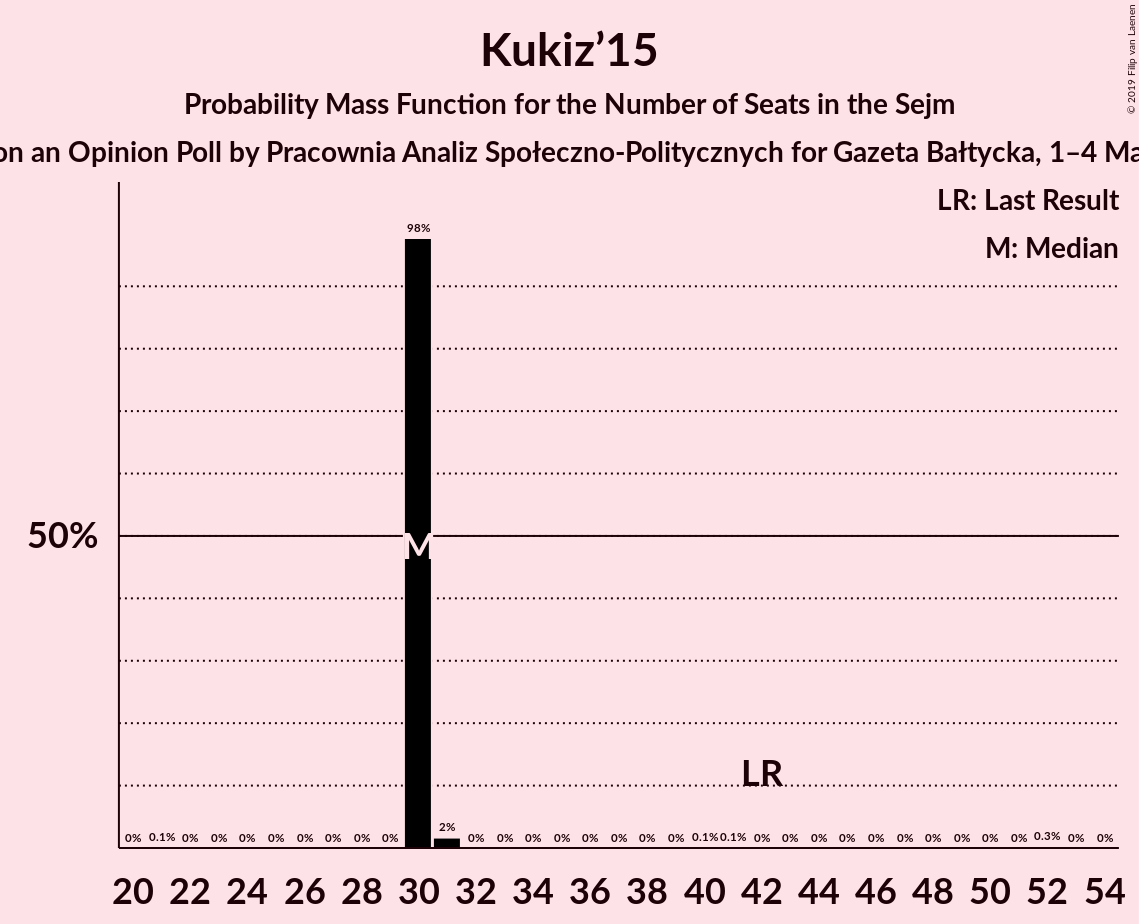 Kukiz’15
Probability Mass Function for the Number of Seats in the Sejm
on an Opinion Poll by Pracownia Analiz Społeczno-Politycznych for Gazeta Bałtycka, 1–4 Ma
© 2019 Filip van Laenen
LR: Last Result
M: Median
98%
50%
M
LR
0% 0.1% 0% 0% 0% 0% 0% 0% 0% 0% 2% 0% 0% 0% 0% 0% 0% 0% 0% 0.1% 0.1% 0% 0% 0% 0% 0% 0% 0% 0% 0% 0% 0.3% 0% 0%
20 22 24 26 28 30 32 34 36 38 40 42 44 46 48 50 52 54